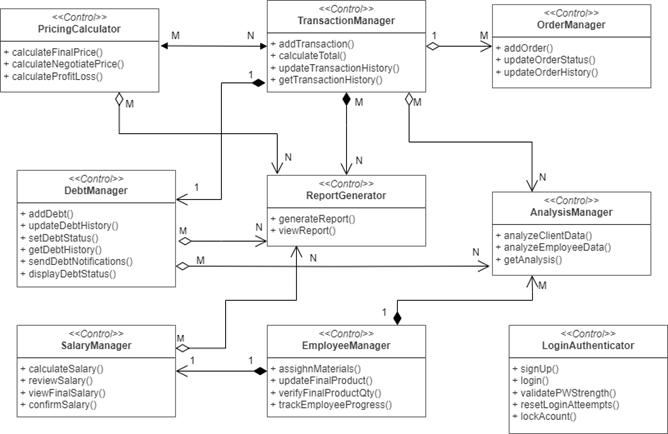 <<Control>>
PricingCalculator
+ calculateFinalPrice()
+ calculateNegotiatePrice()
+ calculateProfitLoss()
M
N
<<Control>>
TransactionManager
+ addTransaction()
+ calculateTotal()
+ updateTransactionHistory()
+ getTransactionHistory()
1
M
<<Control>>
OrderManager
+ addOrder()
+ updateOrderStatus()
+ updateOrderHistory()
M
1
M
M
N
N
N
1
<<Control>>
DebtManager
+ addDebt()
+ updateDebtHistory()
+ setDebtStatus()
+ getDebtHistory()
+ sendDebtNotifications()
+ displayDebtStatus()
M
N
M
N
<<Control>>
ReportGenerator
+ generateReport()
+ viewReport()
N
<<Control>>
AnalysisManager
+ analyzeClientData()
+ analyzeEmployeeData()
+ getAnalysis()
M
1
<<Control>>
SalaryManager
+ calculateSalary()
+ reviewSalary()
+ viewFinalSalary()
+ confirmSalary()
M
1
1
<<Control>>
EmployeeManager
+ assighnMaterials()
+ updateFinalProduct()
+ verifyFinalProductQty()
+ trackEmployeeProgress()
<<Control>>
LoginAuthenticator
+ signUp()
+ login()
+ validatePWStrength()
+ resetLoginAtteempts()
+ lockAcount()